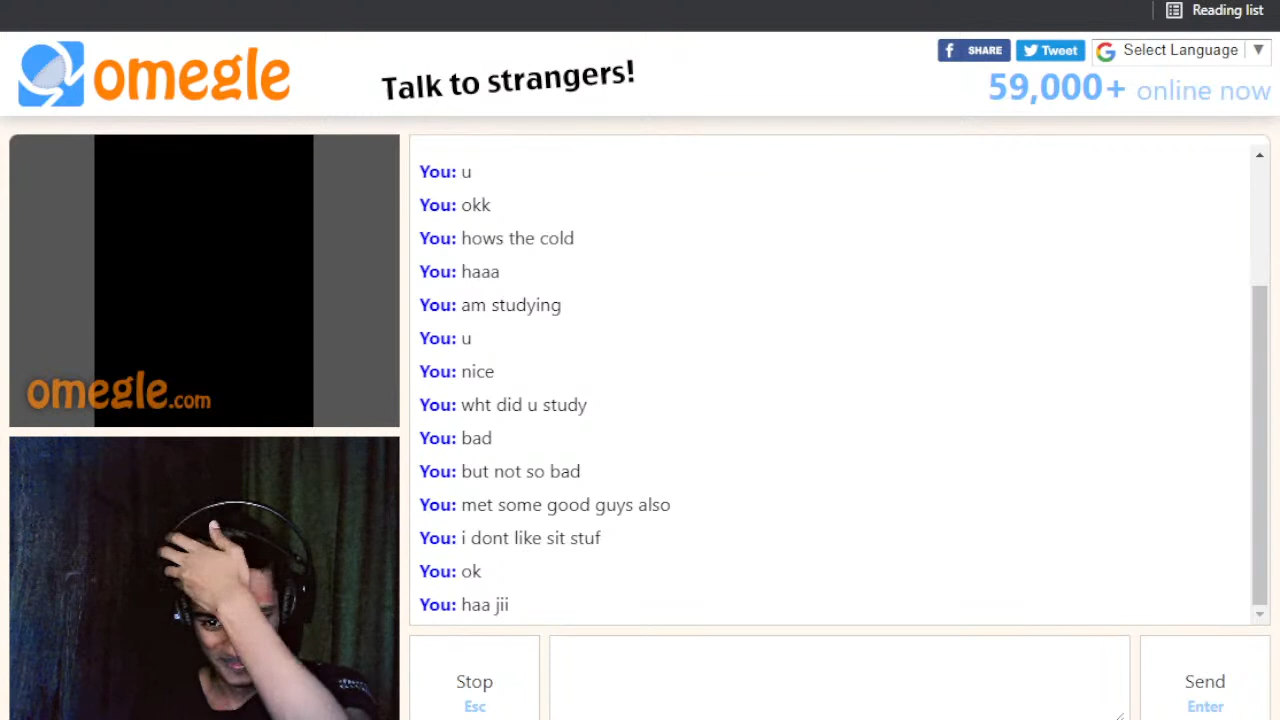 Reading list
omegle
Talk to strangers!
f SHARE
Tweet
G Select Language ▼
59,000+ online now
omegle.com
You: u
You: okk
You: hows the cold
You: haaa
You: am studying
You: u
You: nice
You: wht did u study
You: bad
You: but not so bad
You: met some good guys also
You: i dont like sit stuf
You: ok
You: haa jii
Stop
Esc
Send
Enter